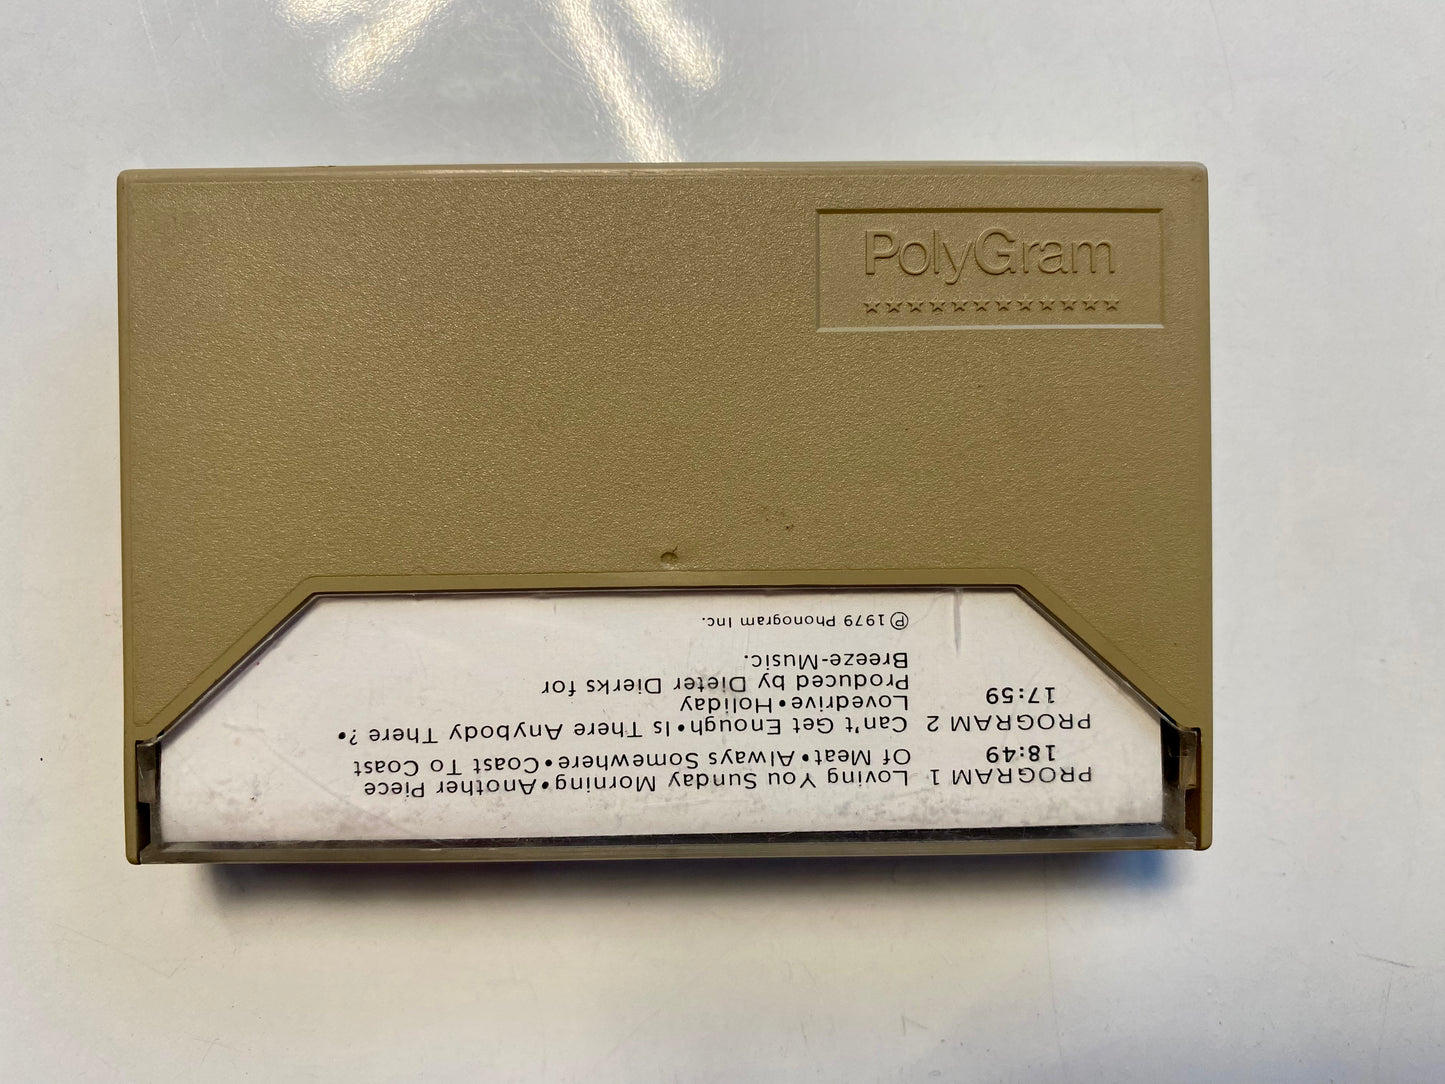 PolyGram
************
PROGRAM 1 Loving You Sunday Morning•Another Piece
18:49 Of Meat•Always Somewhere•Coast To Coast
PROGRAM 2 Can't Get Enough•Is There Anybody There?•
17:59 Lovedrive•Holiday
Produced by Dieter Dierks for
Breeze-Music.
℗1979 Phonogram Inc.